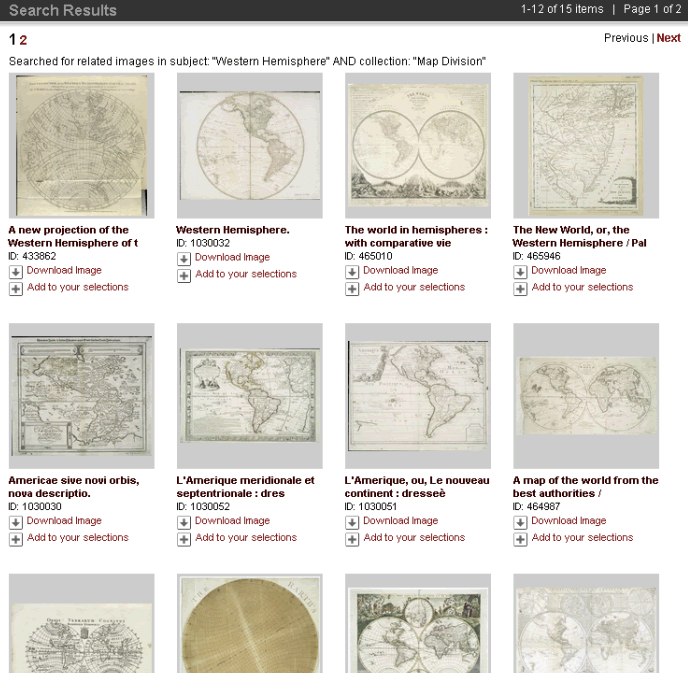 Search Results
1-12 of 15 items | Page 1 of 2
1 2
Previous | Next
Searched for related images in subject: "Western Hemisphere" AND collection: "Map Division"
A new projection of the
Western Hemisphere of t
ID: 433862
Download Image
Add to your selections
Western Hemisphere.
ID: 1030032
Download Image
Add to your selections
The world in hemispheres :
with comparative vie
ID: 465010
Download Image
Add to your selections
The New World, or, the
Western Hemisphere / Pal
ID: 465946
Download Image
Add to your selections
Americae sive novi orbis,
nova descriptio.
ID: 1030030
Download Image
Add to your selections
L'Amerique meridionale et
septentrionale : dres
ID: 1030052
Download Image
Add to your selections
L'Amerique, ou, Le nouveau
continent : dresseè
ID: 1030051
Download Image
Add to your selections
A map of the world from the
best authorities /
ID: 464987
Download Image
Add to your selections